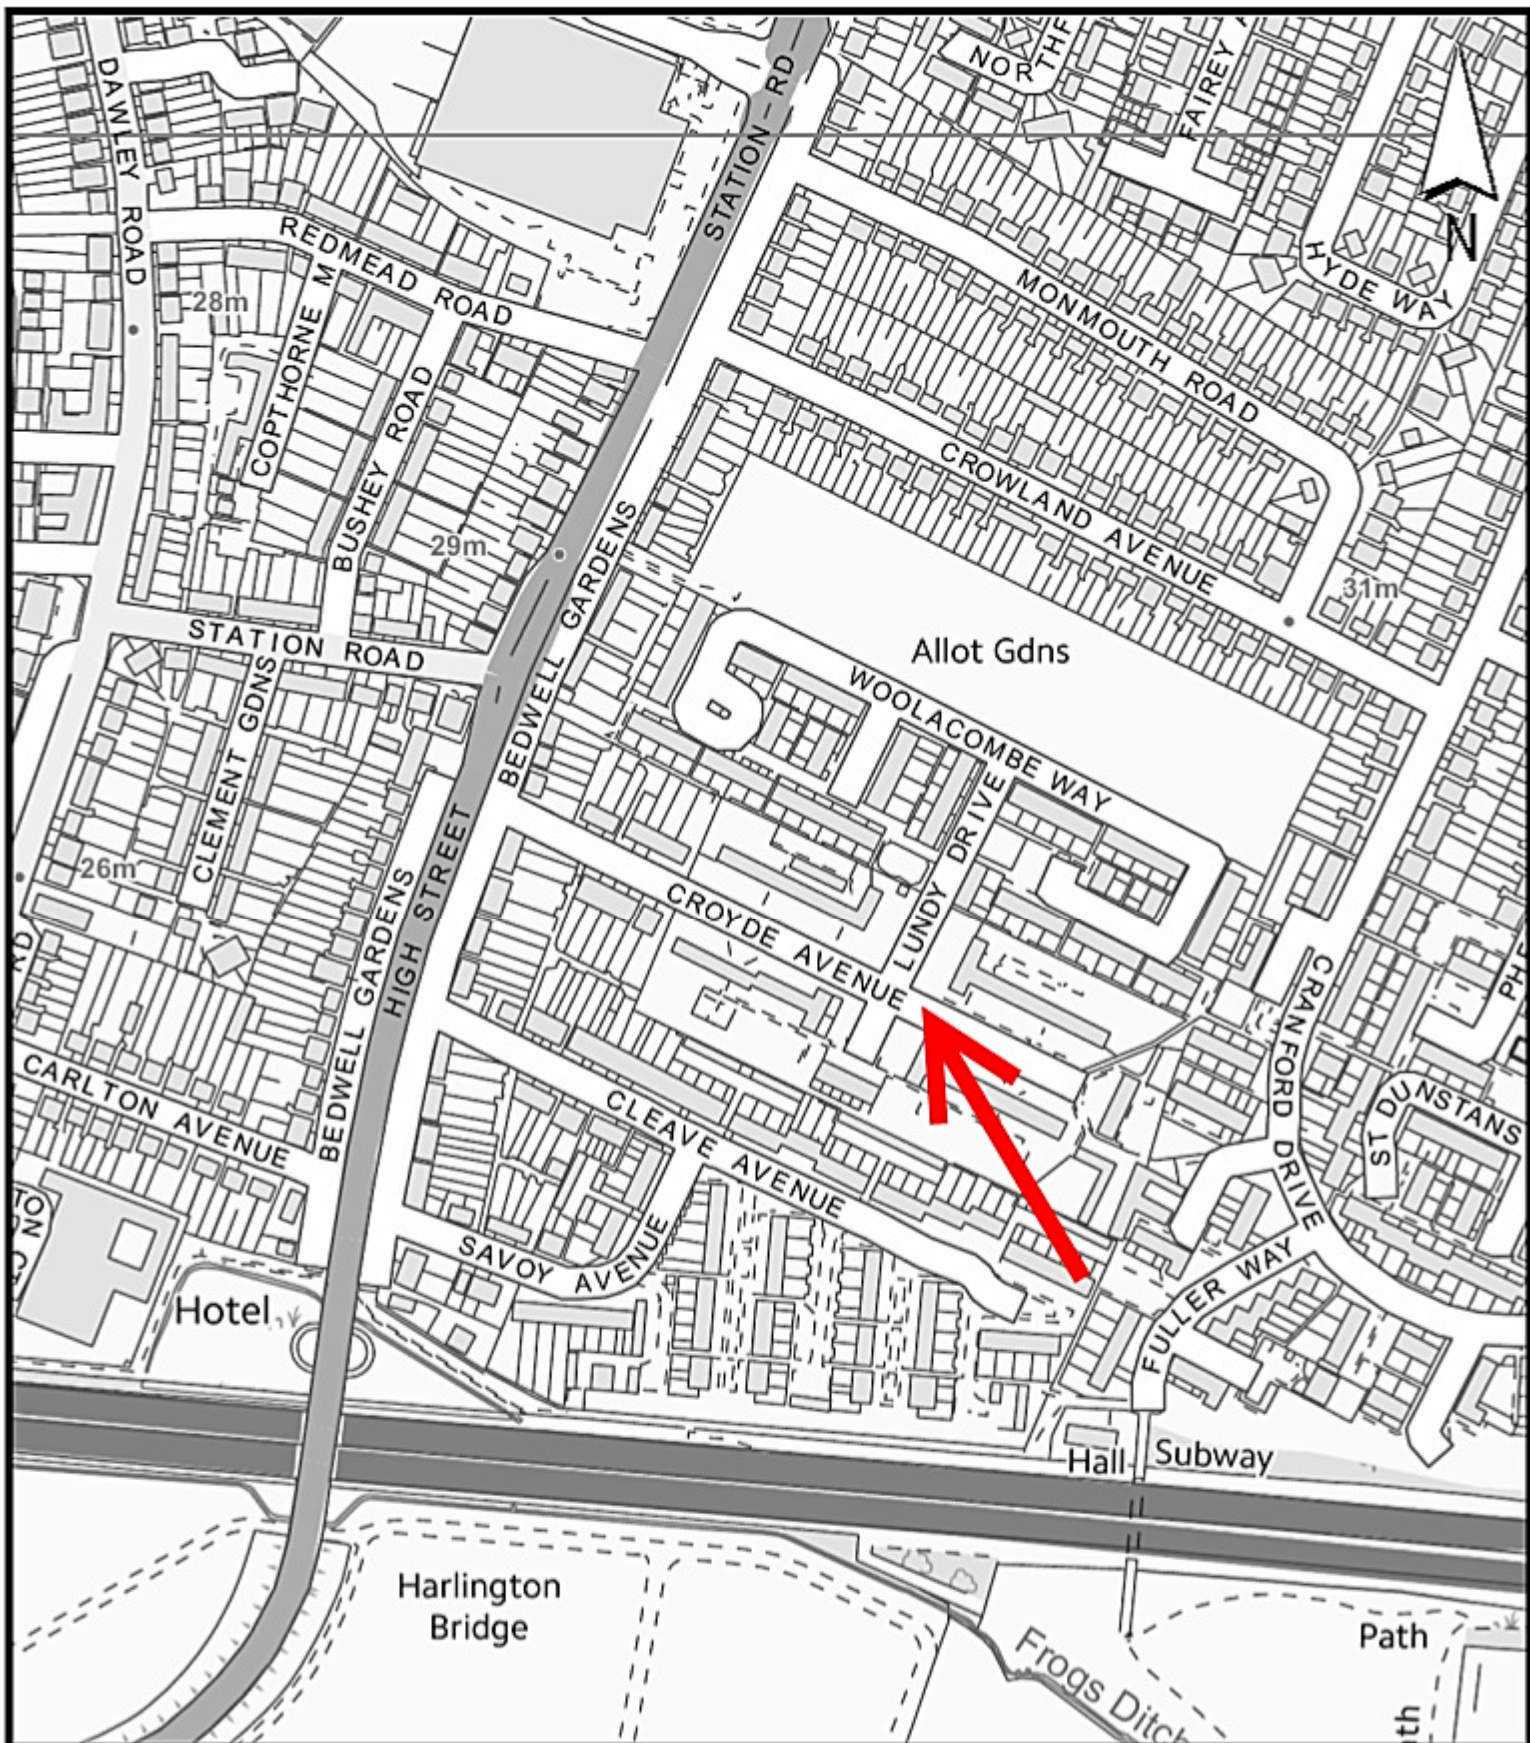 STATION RD
NORTHF
FAIREY
DAWLEY ROAD
N
REDMEAD ROAD
HYDE WAY
28m
COPTHORNE M
MONMOUTH ROAD
BUSHEY ROAD
CROWLAND AVENUE
29m
BEDWELL GARDENS
31m
STATION ROAD
Allot Gdns
WOOLACOMBE WAY
CLEMENT GDNS
LUNDY DRIVE
26m
HIGH STREET
BEDWELL GARDENS
CROYDE AVENUE
RD
CRANFORD DRIVE
PHE
CARLTON AVENUE
CLEAVE AVENUE
ST DUNSTANS
SAVOY AVENUE
FULLER WAY
Hotel
Hall
Subway
Harlington
Bridge
Path
Frogs Ditch
ath